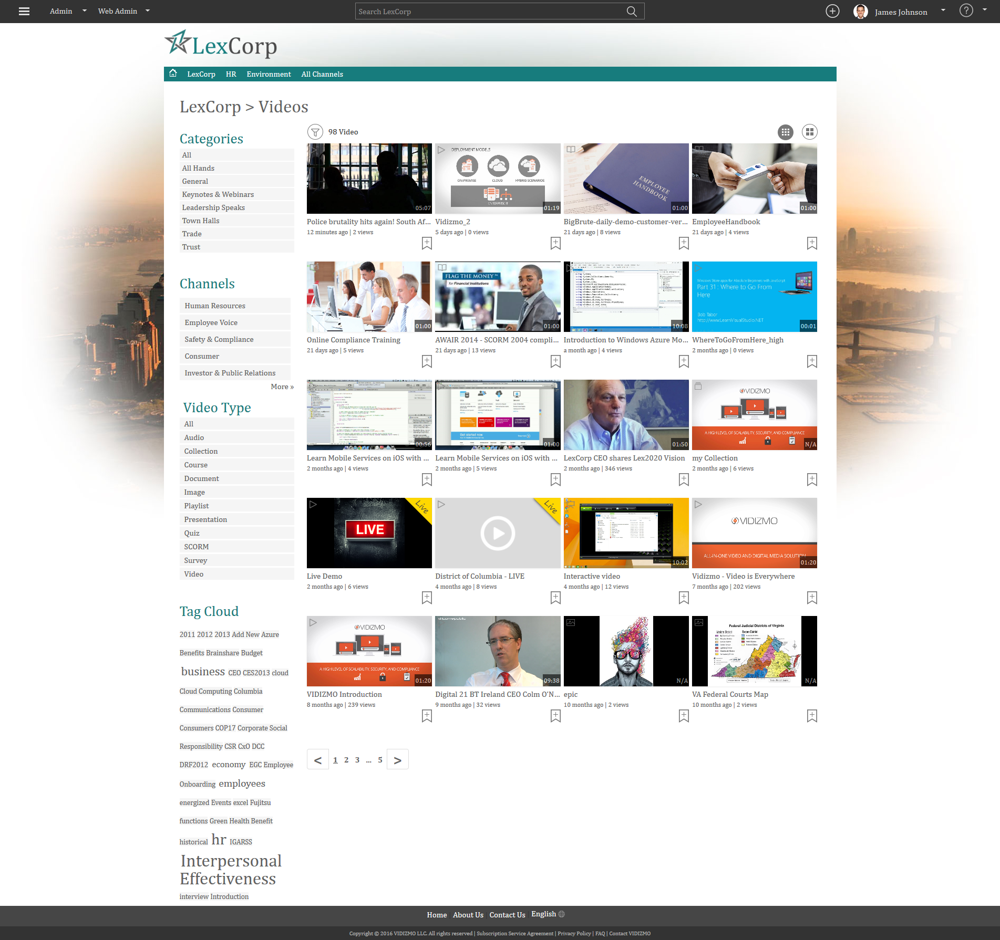 Admin Web Admin Search LexCorp James Johnson ?
LexCorp
LexCorp HR Environment All Channels
LexCorp > Videos
Categories
All
All Hands
General
Keynotes & Webinars
Leadership Speaks
Town Halls
Trade
Trust
Channels
Human Resources
Employee Voice
Safety & Compliance
Consumer
Investor & Public Relations
More »
Video Type
All
Audio
Collection
Course
Document
Image
Playlist
Presentation
Quiz
SCORM
Survey
Video
Tag Cloud
2011 2012 2013 Add New Azure
Benefits Brainshare Budget
business CEO CES2013 cloud
Cloud Computing Columbia
Communications Consumer
Consumers COP17 Corporate Social
Responsibility CSR CxO DCC
DRF2012 economy EGC Employee
Onboarding employees
energized Events excel Fujitsu
functions Green Health Benefit
historical hr IGARSS
Interpersonal
Effectiveness
interview Introduction
98 Video
05:07
Police brutality hits again! South Af...
12 minutes ago | 2 views
DEPLOYMENT MODELS
ON-PREMISE CLOUD HYBRID SCENARIOS
ENTERPRISE IT
01:19
Vidizmo_2
5 days ago | 0 views
EMPLOYEE
HANDBOOK
01:00
BigBrute-daily-demo-customer-ver...
21 days ago | 8 views
01:00
EmployeeHandbook
21 days ago | 4 views
01:00
Online Compliance Training
21 days ago | 5 views
FLAG THE MONEY™
for Financial Institutions
01:00
AWAIR 2014 - SCORM 2004 compli...
21 days ago | 13 views
10:08
Introduction to Windows Azure Mo...
a month ago | 4 views
Windows Store apps for Absolute Beginners with JavaScript
Part 31 : Where to Go From
Here
Bob Tabor
http://www.LearnVisualStudio.NET
00:01
WhereToGoFromHere_high
2 months ago | 0 views
00:56
Learn Mobile Services on iOS with ...
2 months ago | 4 views
Get started now
01:00
Learn Mobile Services on iOS with ...
2 months ago | 5 views
01:50
LexCorp CEO shares Lex2020 Vision
2 months ago | 346 views
VIDIZMO
A HIGH LEVEL OF SCALABILITY, SECURITY, AND COMPLIANCE
N/A
my Collection
2 months ago | 6 views
Live
LIVE
Live Demo
2 months ago | 6 views
Live
District of Columbia - LIVE
4 months ago | 8 views
10:02
Interactive video
4 months ago | 12 views
VIDIZMO
ALL-IN-ONE VIDEO AND DIGITAL MEDIA SOLUTION
01:20
Vidizmo - Video is Everywhere
7 months ago | 202 views
VIDIZMO
A HIGH LEVEL OF SCALABILITY, SECURITY, AND COMPLIANCE
01:20
VIDIZMO Introduction
8 months ago | 239 views
siliconrepublic
09:38
Digital 21 BT Ireland CEO Colm O'N...
9 months ago | 32 views
N/A
epic
10 months ago | 2 views
Federal Judicial Districts of Virginia
Western District Eastern District
N/A
VA Federal Courts Map
10 months ago | 2 views
< 1 2 3 ... 5 >
Home | About Us | Contact Us | English
Copyright © 2016 VIDIZMO LLC. All rights reserved | Subscription Service Agreement | Privacy Policy | FAQ | Contact VIDIZMO